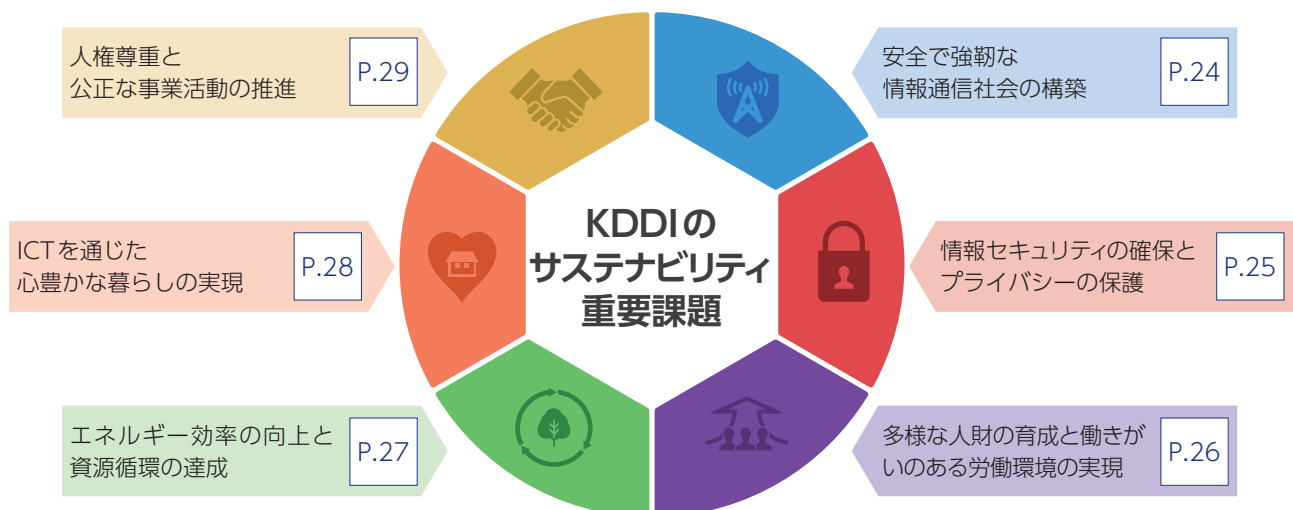 人権尊重と
公正な事業活動の推進
P.29
安全で強靭な
情報通信社会の構築
P.24
ICTを通じた
心豊かな暮らしの実現
P.28
KDDIの
サステナビリティ
重要課題
情報セキュリティの確保と
プライバシーの保護
P.25
エネルギー効率の向上と
資源循環の達成
P.27
多様な人財の育成と働きが
いのある労働環境の実現
P.26